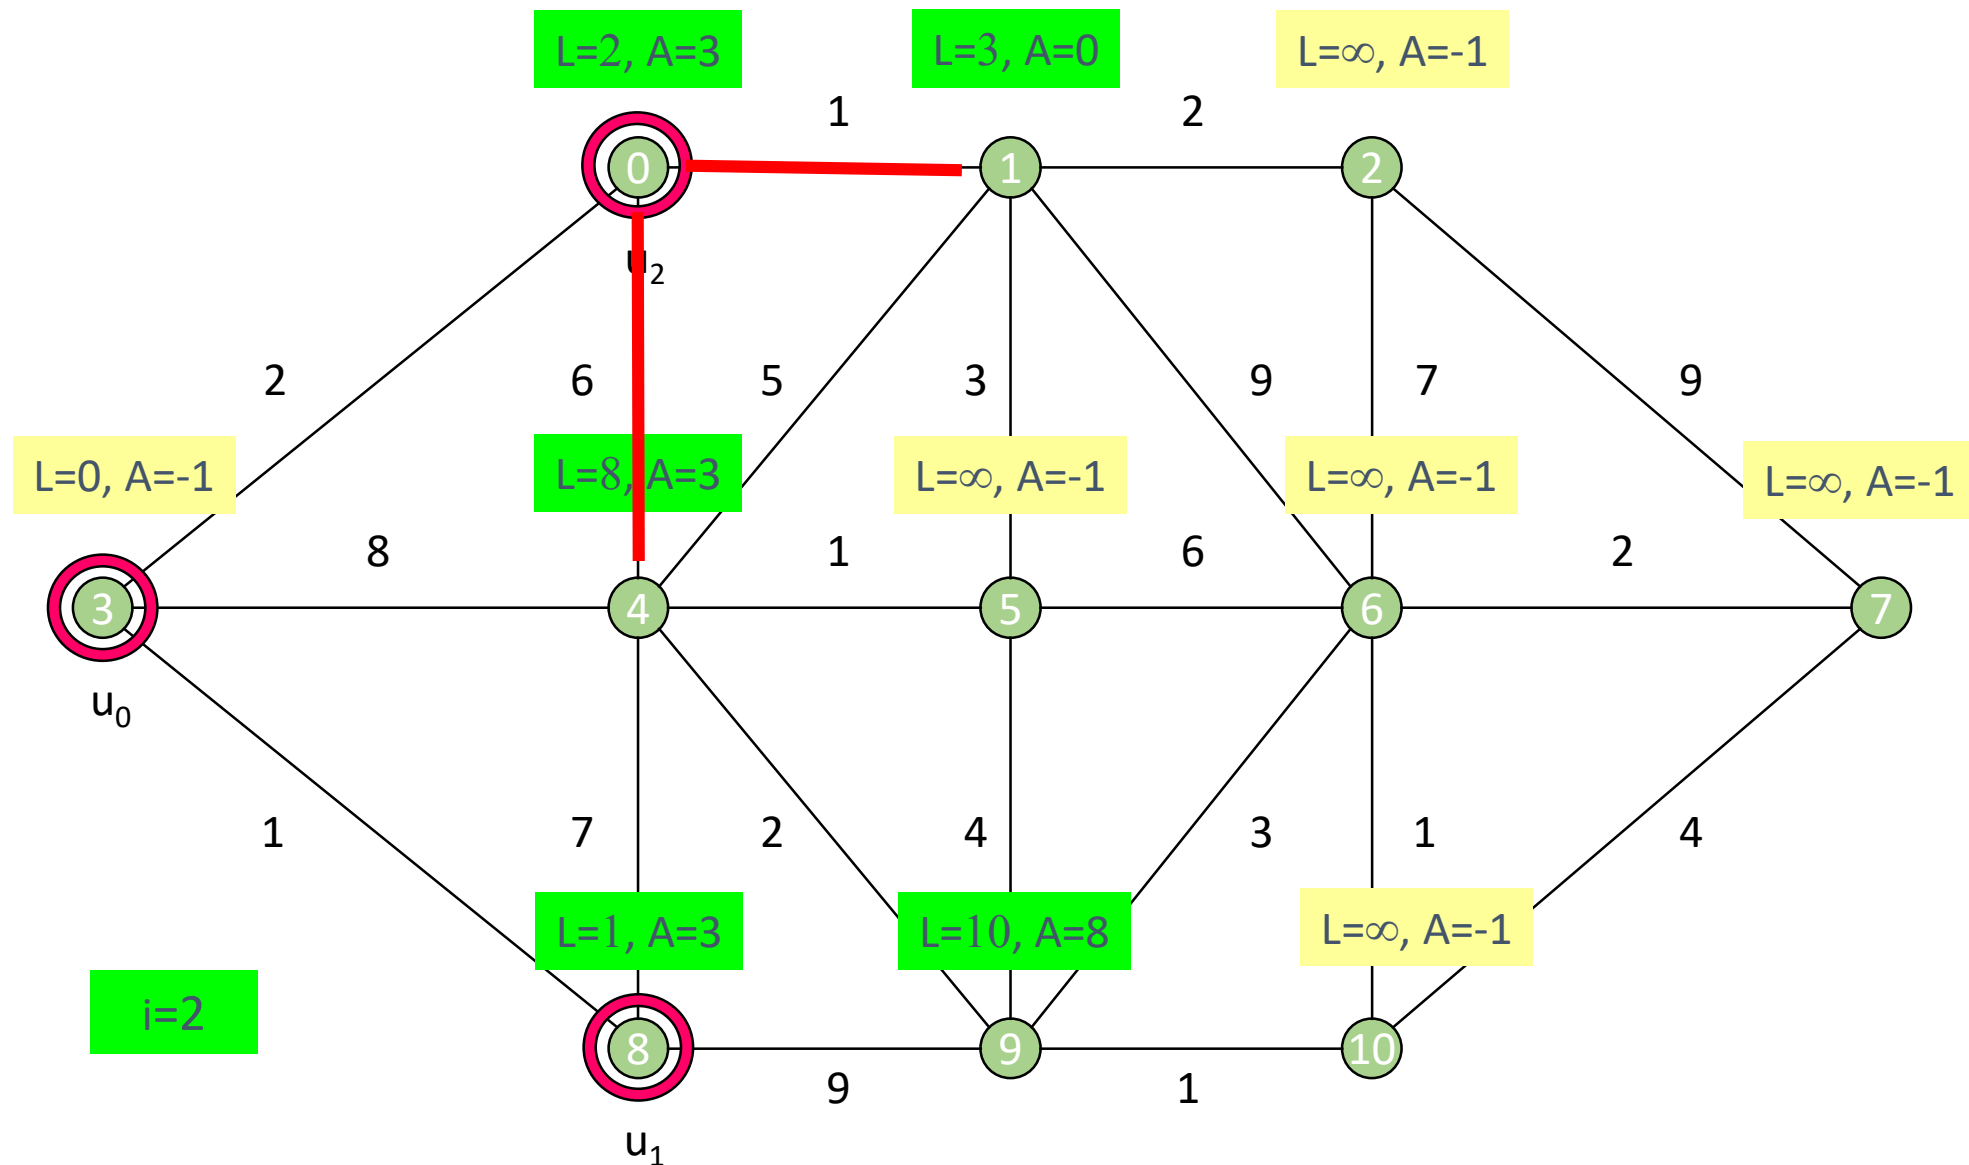 L=2, A=3
L=3, A=0
L=∞, A=-1
1
2
0
1
2
u2
2
6
5
3
9
7
9
L=0, A=-1
L=8, A=3
L=∞, A=-1
L=∞, A=-1
L=∞, A=-1
8
1
6
2
3
4
5
6
7
u0
1
7
2
4
3
1
4
L=1, A=3
L=10, A=8
L=∞, A=-1
i=2
8
9
10
9
1
u1